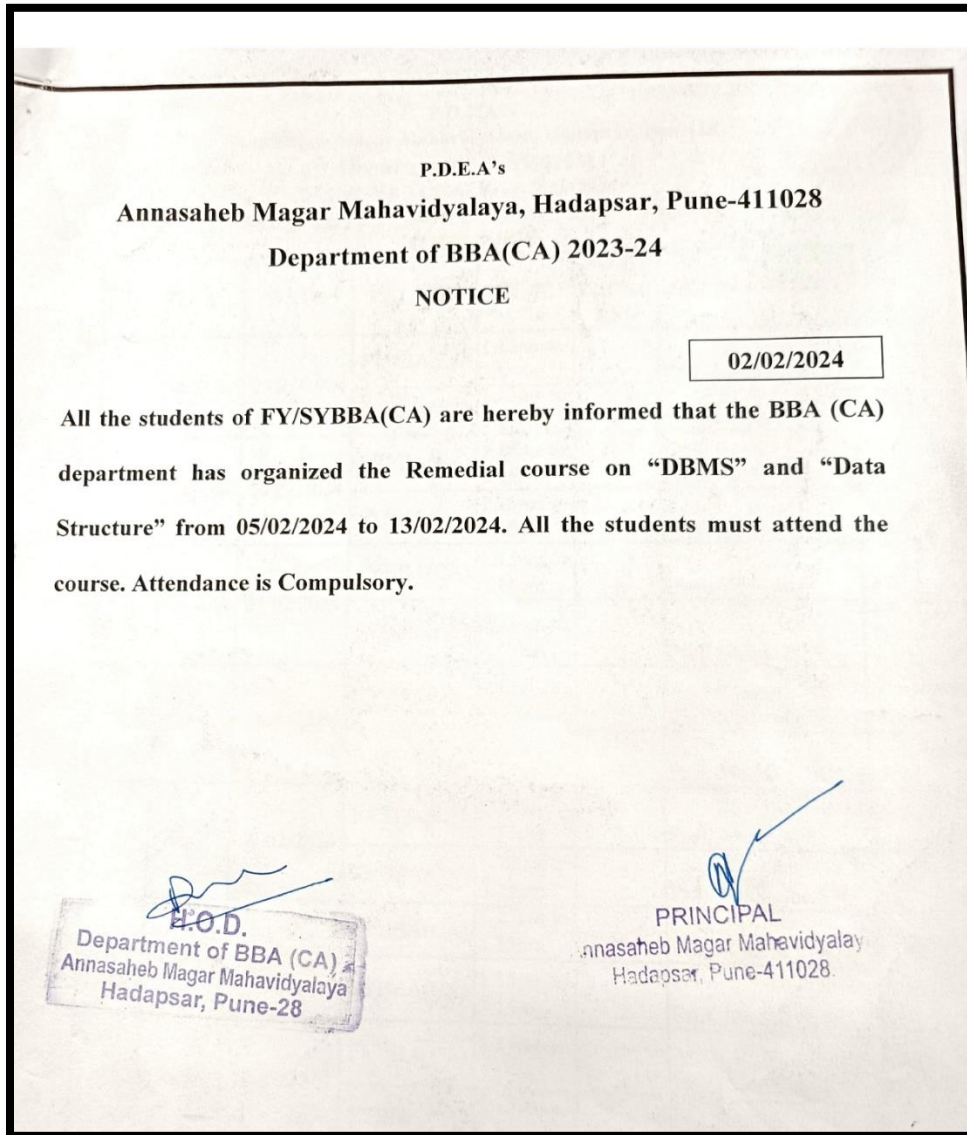 P.D.E.A's
Annasaheb Magar Mahavidyalaya, Hadapsar, Pune-411028
Department of BBA(CA) 2023-24
NOTICE
02/02/2024
All the students of FY/SYBBA(CA) are hereby informed that the BBA (CA)
department has organized the Remedial course on “DBMS” and “Data
Structure” from 05/02/2024 to 13/02/2024. All the students must attend the
course. Attendance is Compulsory.
H.O.D.
Department of BBA (CA)
Annasaheb Magar Mahavidyalaya
Hadapsar, Pune-28
PRINCIPAL
nnasaheb Magar Mahavidyalay
Hadapsar, Pune-411028.